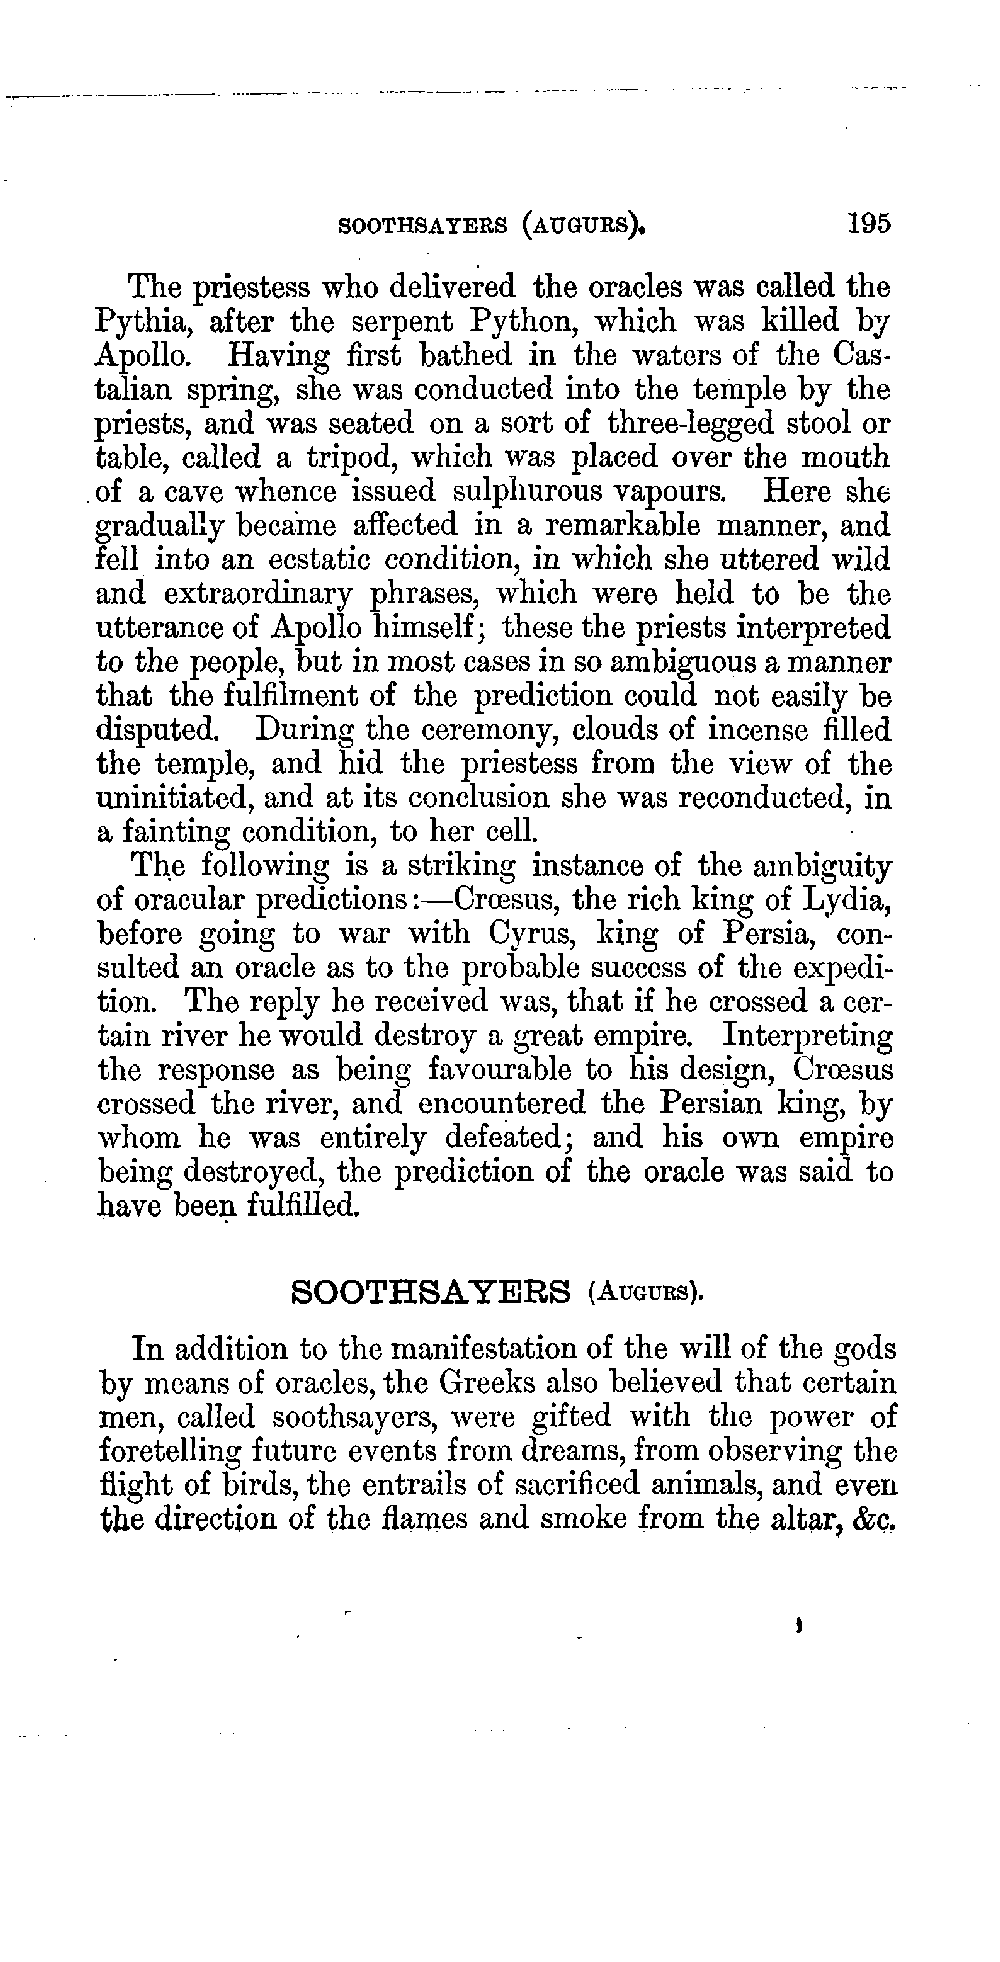 SOOTHSAYERS (AUGURS). 195
The priestess who delivered the oracles was called the
Pythia, after the serpent Python, which was killed by
Apollo. Having first bathed in the waters of the Cas-
talian spring, she was conducted into the temple by the
priests, and was seated on a sort of three-legged stool or
table, called a tripod, which was placed over the mouth
of a cave whence issued sulphurous vapours. Here she
gradually became affected in a remarkable manner, and
fell into an ecstatic condition, in which she uttered wild
and extraordinary phrases, which were held to be the
utterance of Apollo himself; these the priests interpreted
to the people, but in most cases in so ambiguous a manner
that the fulfilment of the prediction could not easily be
disputed. During the ceremony, clouds of incense filled
the temple, and hid the priestess from the view of the
uninitiated, and at its conclusion she was reconducted, in
a fainting condition, to her cell.
The following is a striking instance of the ambiguity
of oracular predictions:—Crœsus, the rich king of Lydia,
before going to war with Cyrus, king of Persia, con-
sulted an oracle as to the probable success of the expedi-
tion. The reply he received was, that if he crossed a cer-
tain river he would destroy a great empire. Interpreting
the response as being favourable to his design, Crœsus
crossed the river, and encountered the Persian king, by
whom he was entirely defeated; and his own empire
being destroyed, the prediction of the oracle was said to
have been fulfilled.
SOOTHSAYERS (AUGURS).
In addition to the manifestation of the will of the gods
by means of oracles, the Greeks also believed that certain
men, called soothsayers, were gifted with the power of
foretelling future events from dreams, from observing the
flight of birds, the entrails of sacrificed animals, and even
the direction of the flames and smoke from the altar, &c.